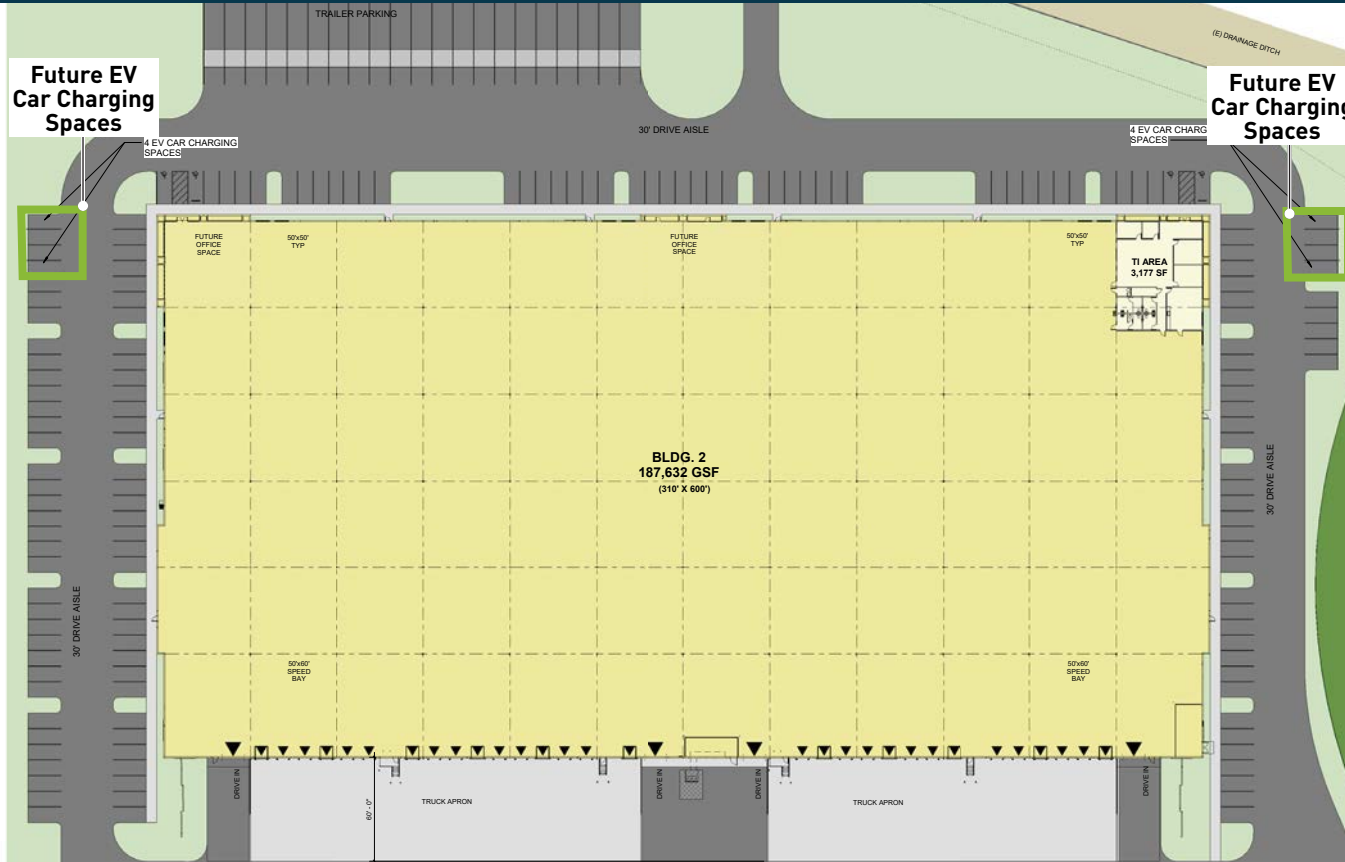 TRAILER PARKING
(E) DRAINAGE DITCH
Future EV
Car Charging
Spaces
Future EV
Car Charging
Spaces
4 EV CAR CHARGING
SPACES
30' DRIVE AISLE
4 EV CAR CHARG
SPACES
FUTURE
OFFICE
SPACE
50'x50'
TYP
FUTURE
OFFICE
SPACE
50'x50'
TYP
TI AREA
3,177 SF
BLDG. 2
187,632 GSF
(310' X 600')
30' DRIVE AISLE
30' DRIVE AISLE
50'x60'
SPEED
BAY
50'x60'
SPEED
BAY
DRIVE IN
60' - 0"
TRUCK APRON
DRIVE IN
DRIVE IN
TRUCK APRON
DRIVE IN